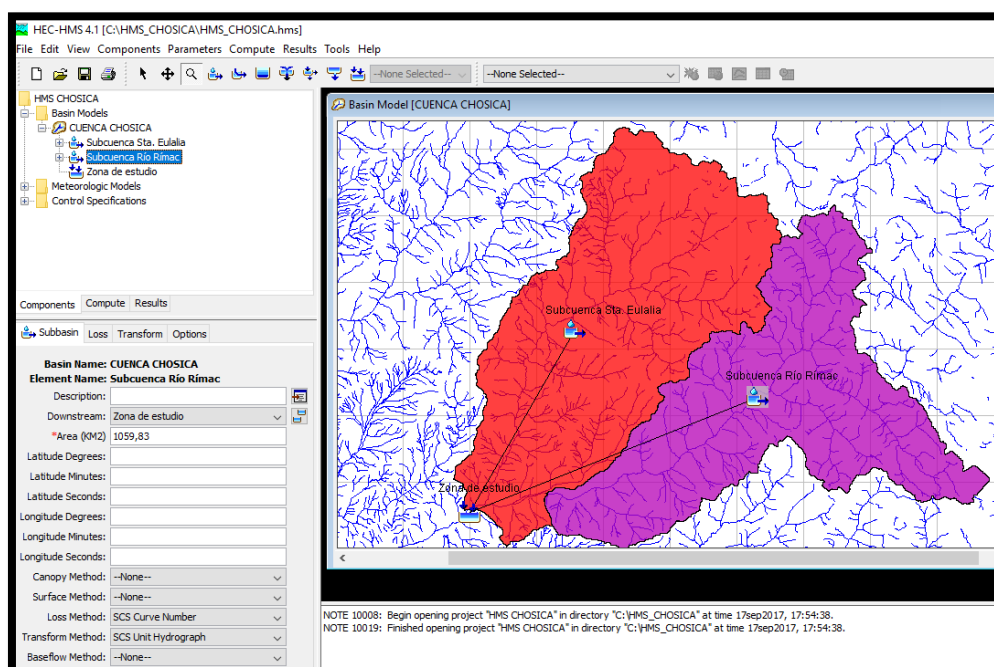 HEC-HMS 4.1 [C:\HMS_CHOSICA\HMS_CHOSICA.hms]
File Edit View Components Parameters Compute Results Tools Help
--None Selected-- --None Selected--
HMS CHOSICA
Basin Models
CUENCA CHOSICA
Subcuenca Sta. Eulalia
Subcuenca Río Rímac
Zona de estudio
Meteorologic Models
Control Specifications
Components Compute Results
Subbasin Loss Transform Options
Basin Name: CUENCA CHOSICA
Element Name: Subcuenca Río Rímac
Description:
Downstream: Zona de estudio
*Area (KM2) 1059,83
Latitude Degrees:
Latitude Minutes:
Latitude Seconds:
Longitude Degrees:
Longitude Minutes:
Longitude Seconds:
Canopy Method: --None--
Surface Method: --None--
Loss Method: SCS Curve Number
Transform Method: SCS Unit Hydrograph
Baseflow Method: --None--
Basin Model [CUENCA CHOSICA]
Subcuenca Sta. Eulalia
Subcuenca Río Rímac
Zona de estudio
NOTE 10008: Begin opening project "HMS CHOSICA" in directory "C:\HMS_CHOSICA" at time 17sep2017, 17:54:38.
NOTE 10019: Finished opening project "HMS CHOSICA" in directory "C:\HMS_CHOSICA" at time 17sep2017, 17:54:38.